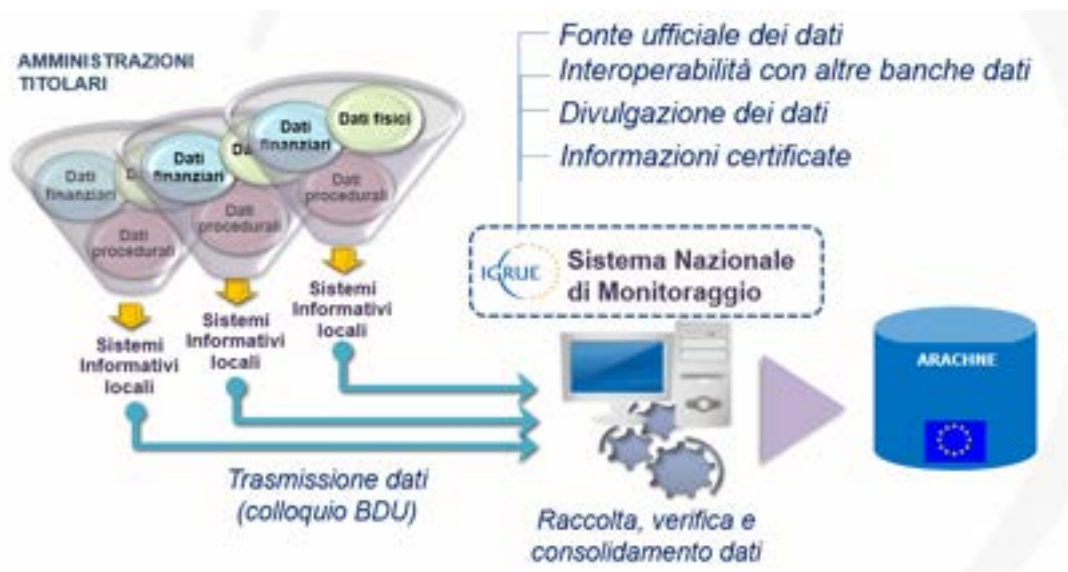 AMMINISTRAZIONI
TITOLARI
Fonte ufficiale dei dati
Interoperabilità con altre banche dati
Divulgazione dei dati
Informazioni certificate
Dati
finanziari
Dati fisici
Dati
procedurali
Dati
finanziari
Dati
procedurali
Dati
finanziari
Dati
procedurali
Sistemi
Informativi
locali
Sistemi
Informativi
locali
Sistemi
Informativi
locali
IGRUE
Sistema Nazionale
di Monitoraggio
ARACHNE
Trasmissione dati
(colloquio BDU)
Raccolta, verifica e
consolidamento dati